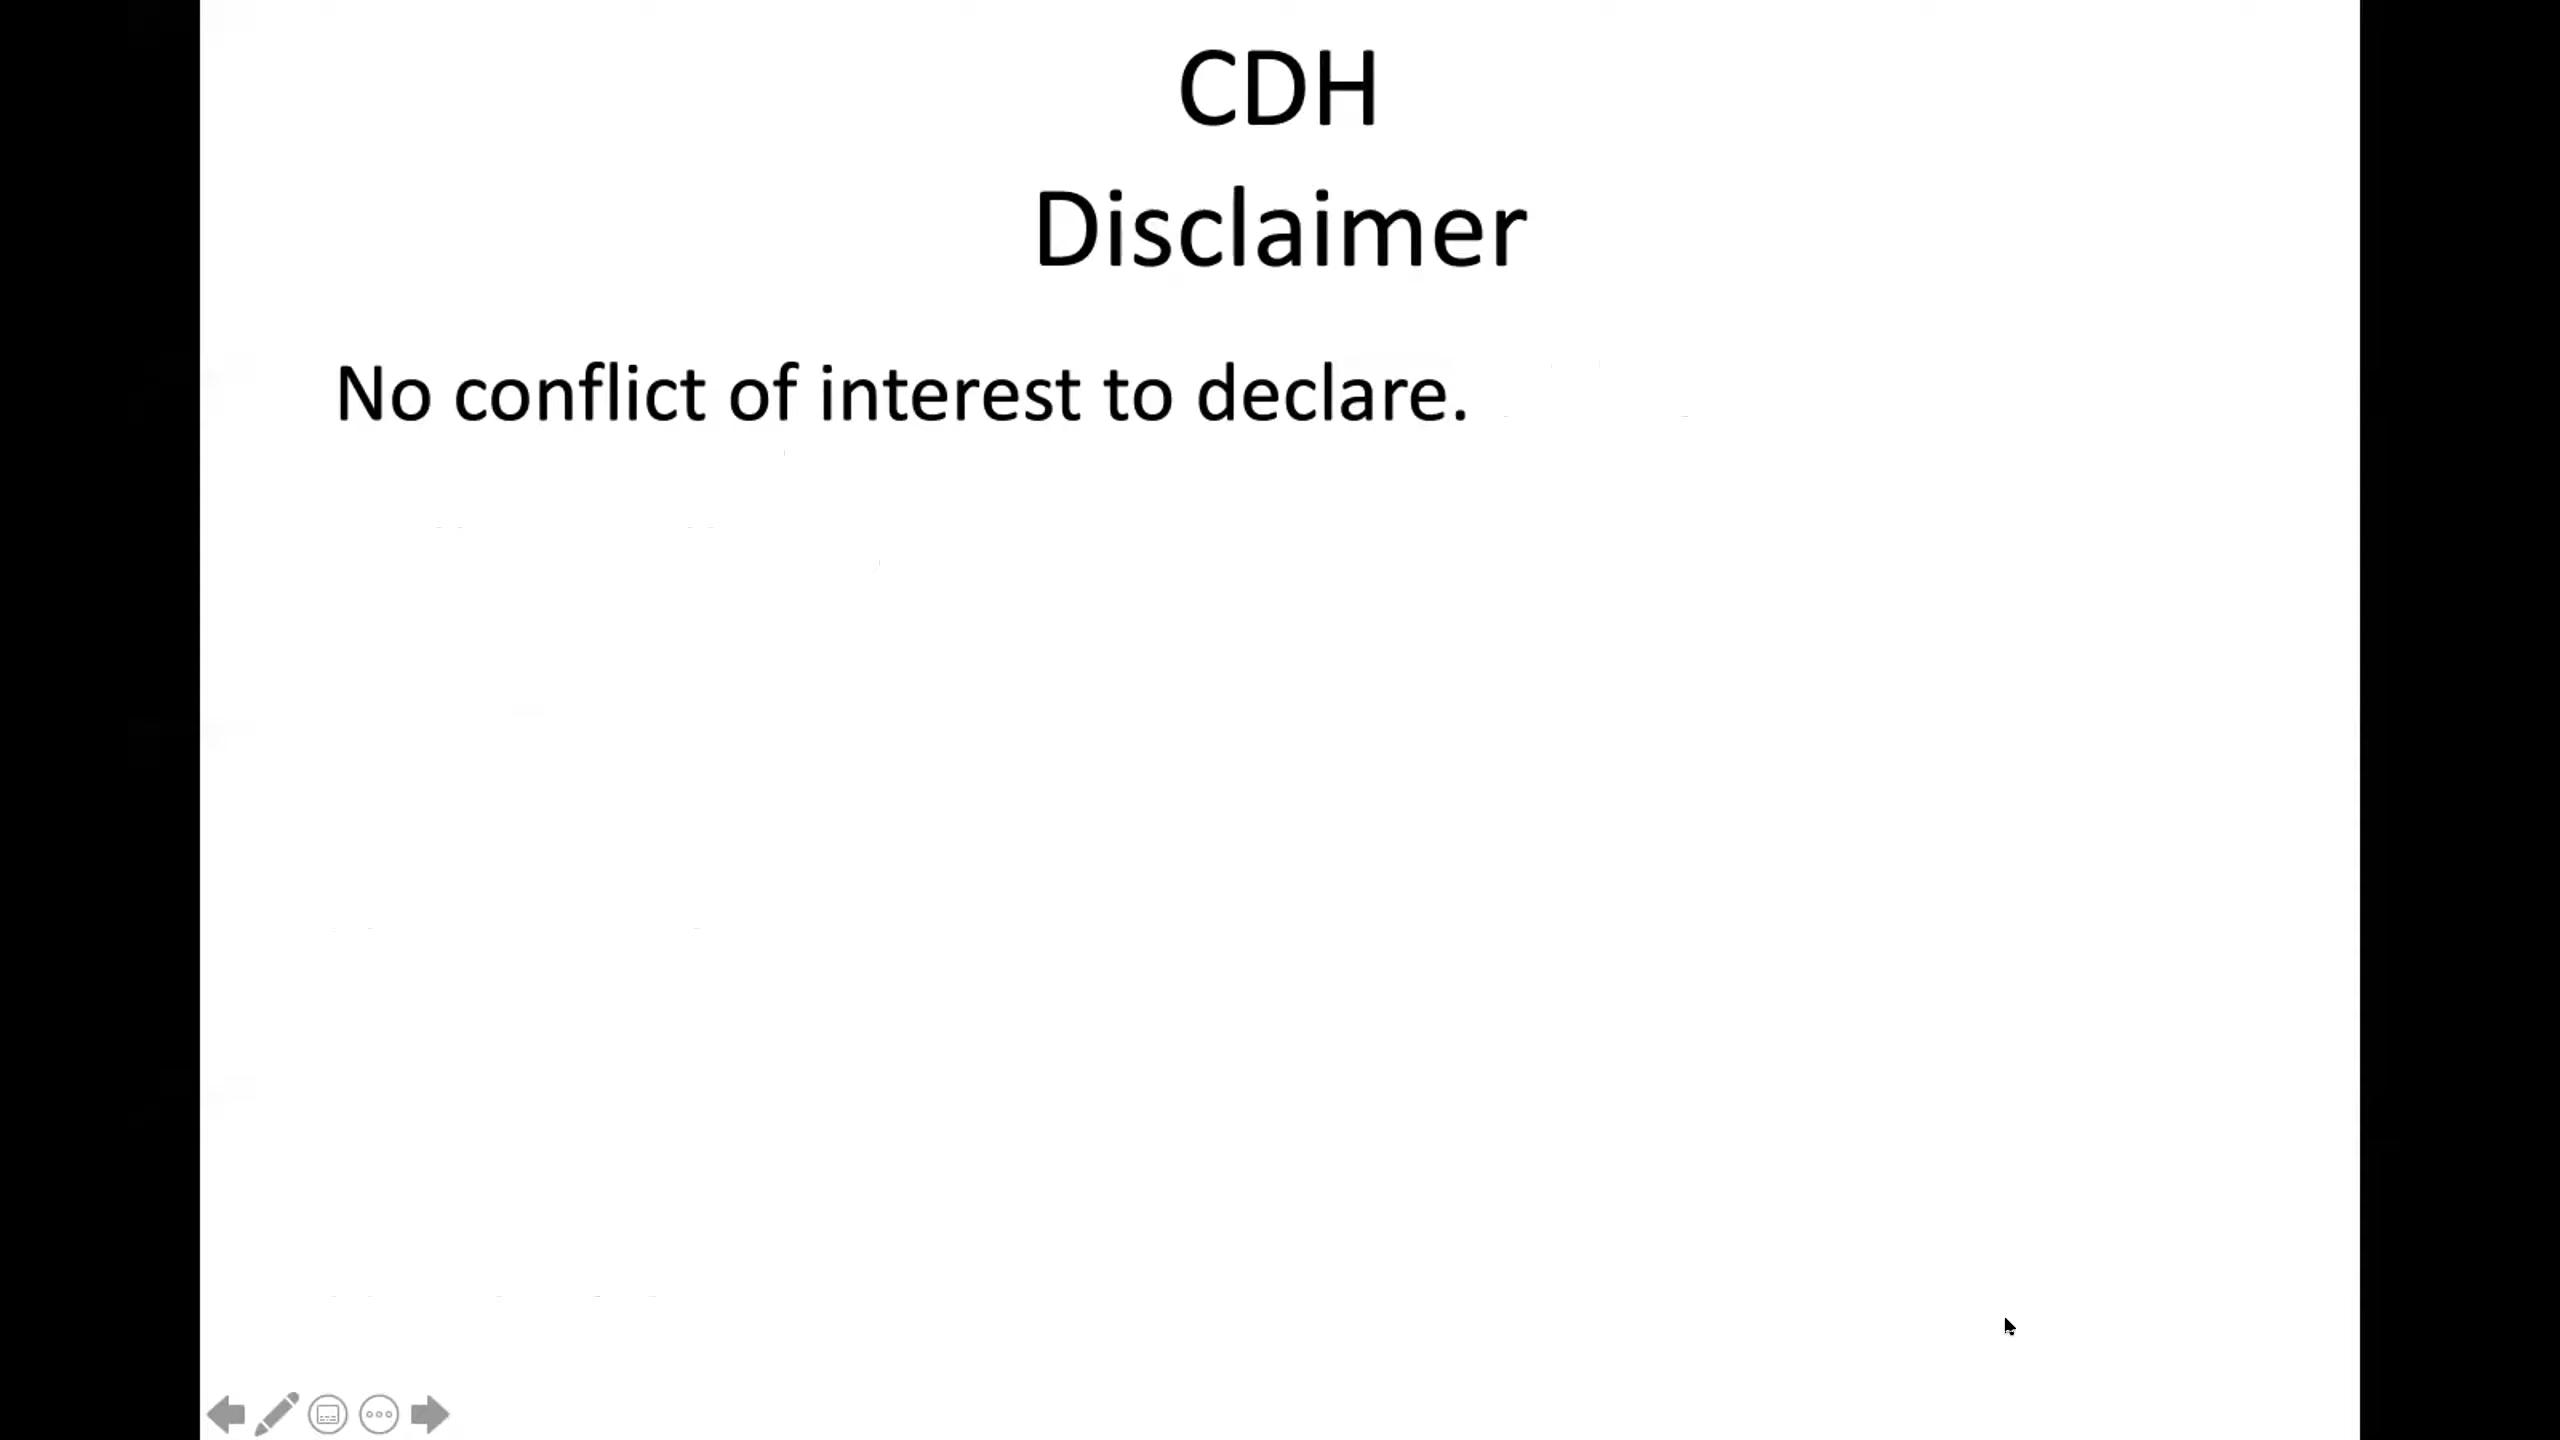 CDH
Disclaimer
No conflict of interest to declare.